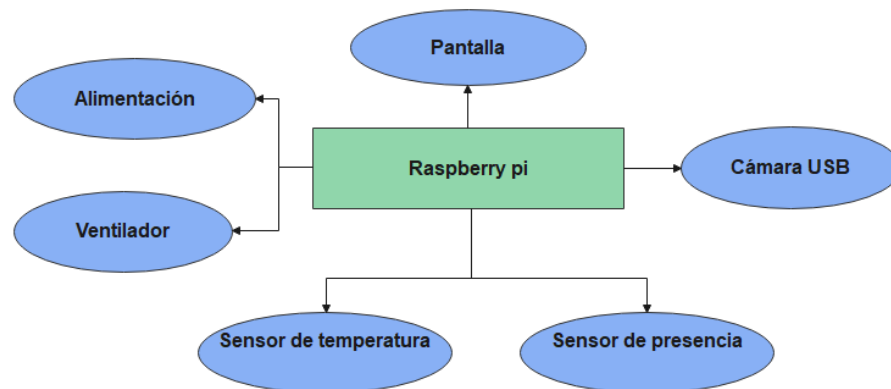 Pantalla
Alimentación
Raspberry pi
Cámara USB
Ventilador
Sensor de temperatura
Sensor de presencia